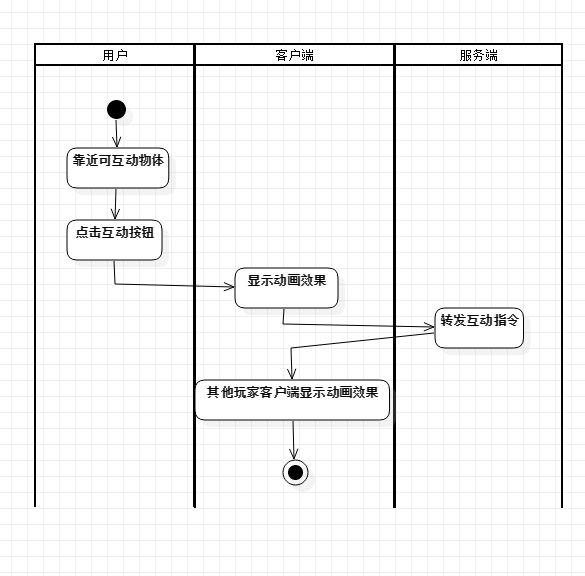 用户
客户端
服务端
靠近可互动物体
点击互动按钮
显示动画效果
转发互动指令
其他玩家客户端显示动画效果